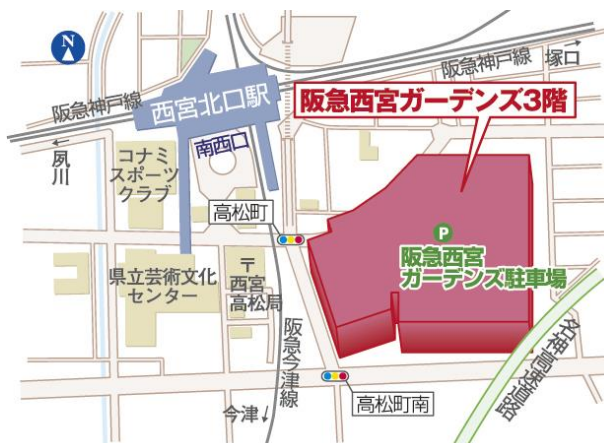 N
阪急神戸線
塚口
西宮北口駅
阪急神戸線
阪急西宮ガーデンズ3階
南西口
夙川
コナミ
スポーツ
クラブ
高松町
P
阪急西宮
ガーデンズ駐車場
県立芸術文化
センター
〒
西宮
高松局
阪急今津線
名神高速道路
今津
高松町南